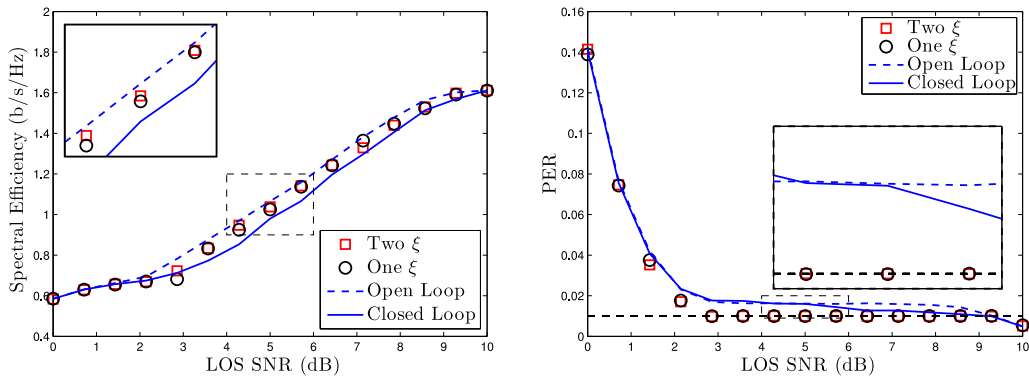 Spectral Efficiency (b/s/Hz)
2
1.8
1.6
1.4
1.2
1
0.8
0.6
0.4
0 1 2 3 4 5 6 7 8 9 10
LOS SNR (dB)
Two ξ
One ξ
Open Loop
Closed Loop
PER
0.16
0.14
0.12
0.1
0.08
0.06
0.04
0.02
0
0 1 2 3 4 5 6 7 8 9 10
LOS SNR (dB)
Two ξ
One ξ
Open Loop
Closed Loop